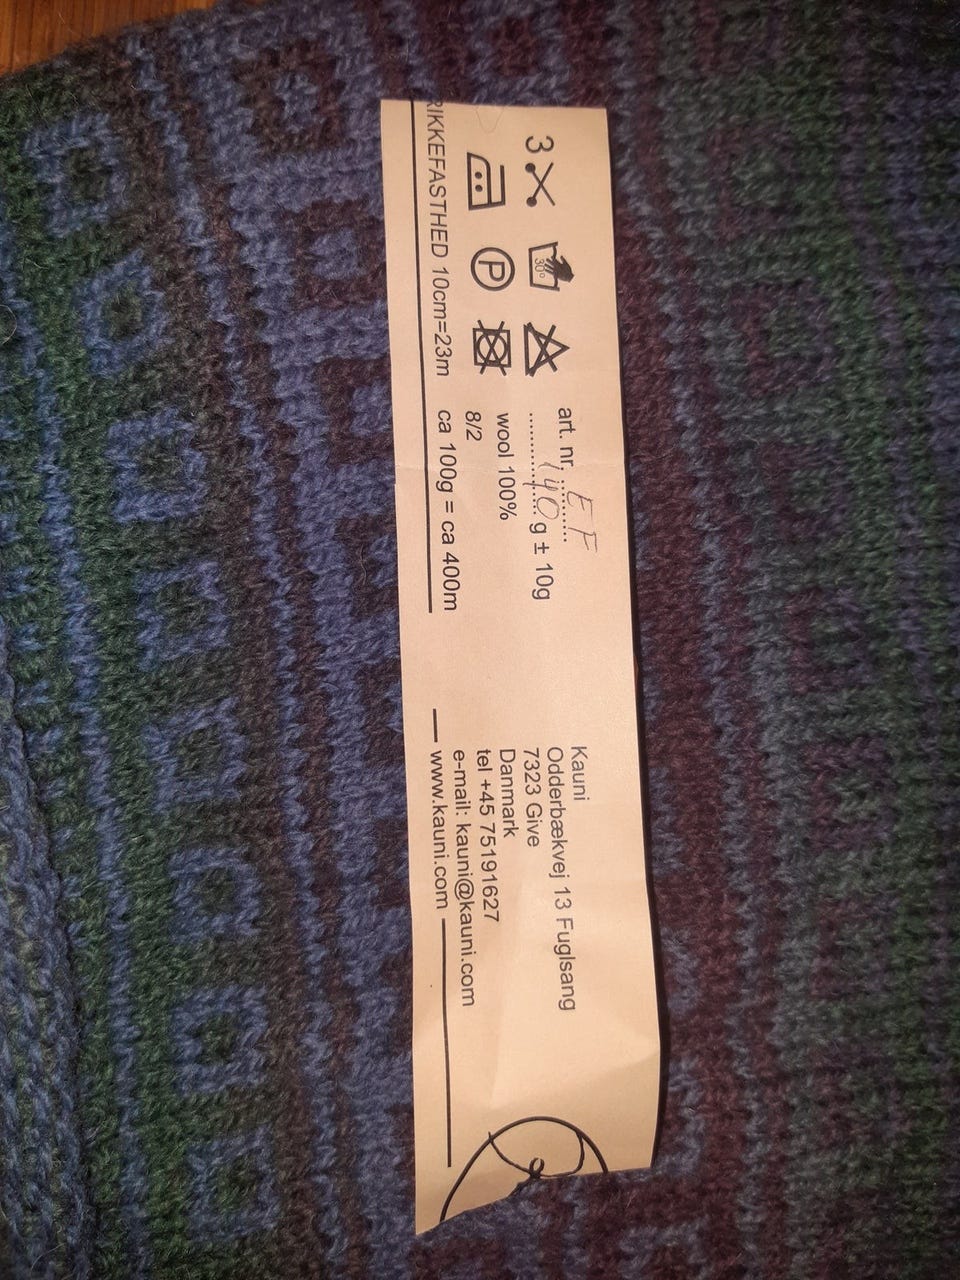 3
30°
art. nr. EF
140 g ± 10g
wool 100%
8/2
RIKKEFASTHED 10cm=23m ca 100g = ca 400m
Kauni
Odderbækvej 13 Fuglsang
7323 Give
Danmark
tel +45 75191627
e-mail: kauni@kauni.com
www.kauni.com